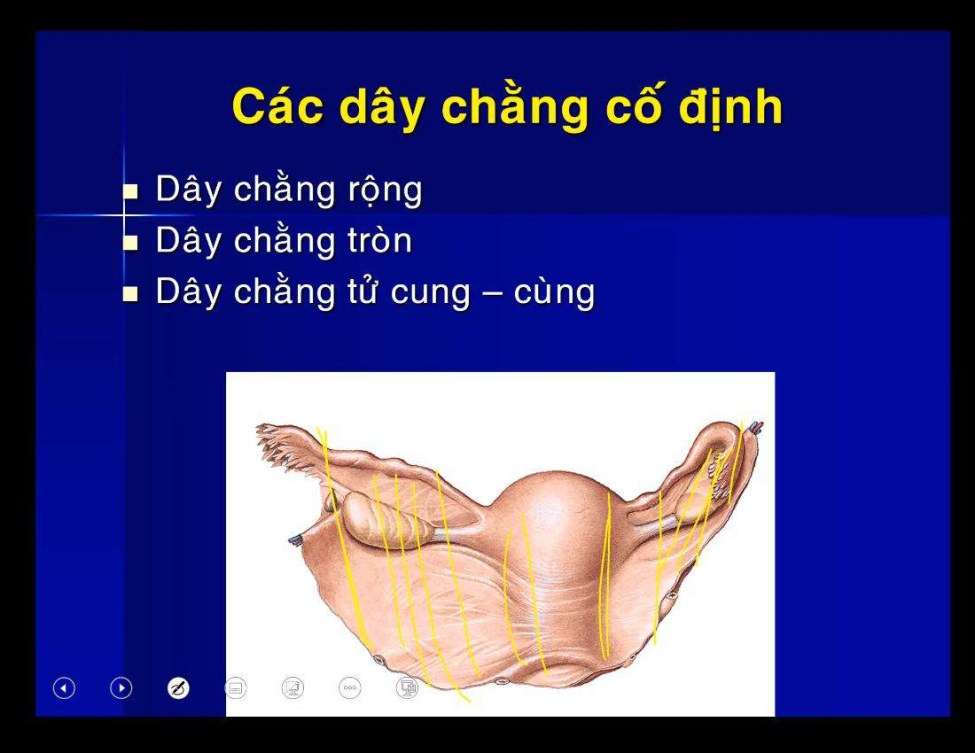 Các dây chằng cố định
Dây chằng rộng
Dây chằng tròn
Dây chằng tử cung – cùng